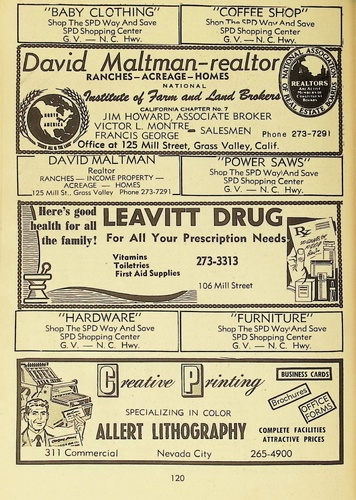 "BABY CLOTHING"
Shop The SPD Way And Save
SPD Shopping Center
G. V. — N. C. Hwy.
"COFFEE SHOP"
Shop The SPD Way And Save
SPD Shopping Center
G. V. — N. C. Hwy.
David Maltman-realtor
RANCHES-ACREAGE-HOMES
NATIONAL
Institute of Farm and Land Brokers
CALIFORNIA CHAPTER No. 7
JIM HOWARD, ASSOCIATE BROKER
VICTOR L. MONTRE
FRANCIS GEORGE — SALESMEN
Phone 273-7291
Office at 125 Mill Street, Grass Valley, Calif.
NATIONAL ASSOCIATION
REAL ESTATE
REALTORS
DAVID MALTMAN
Realtor
RANCHES — INCOME PROPERTY —
ACREAGE — HOMES
125 Mill St., Grass Valley Phone 273-7291
"POWER SAWS"
Shop The SPD Way And Save
SPD Shopping Center
G. V. — N. C. Hwy.
Here's good
health for all
the family!
LEAVITT DRUG
For All Your Prescription Needs
Vitamins
Toiletries
First Aid Supplies
273-3313
106 Mill Street
Rx
"HARDWARE"
Shop The SPD Way And Save
SPD Shopping Center
G. V. — N. C. Hwy.
"FURNITURE"
Shop The SPD Way And Save
SPD Shopping Center
G. V. — N. C. Hwy.
Creative Printing
BUSINESS CARDS
Brochures
OFFICE
FORMS
SPECIALIZING IN COLOR
ALLERT LITHOGRAPHY
COMPLETE FACILITIES
ATTRACTIVE PRICES
311 Commercial Nevada City 265-4900
120